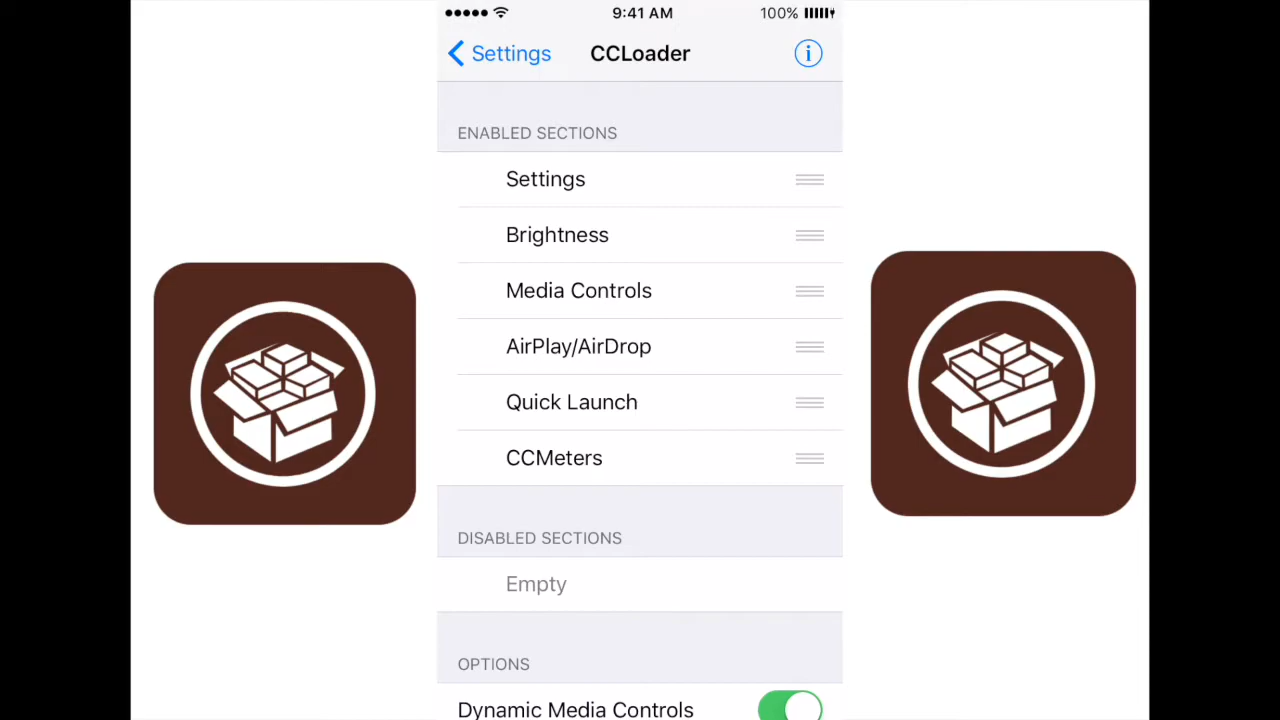 9:41 AM
100%
Settings
CCLoader
ENABLED SECTIONS
Settings
Brightness
Media Controls
AirPlay/AirDrop
Quick Launch
CCMeters
DISABLED SECTIONS
Empty
OPTIONS
Dynamic Media Controls